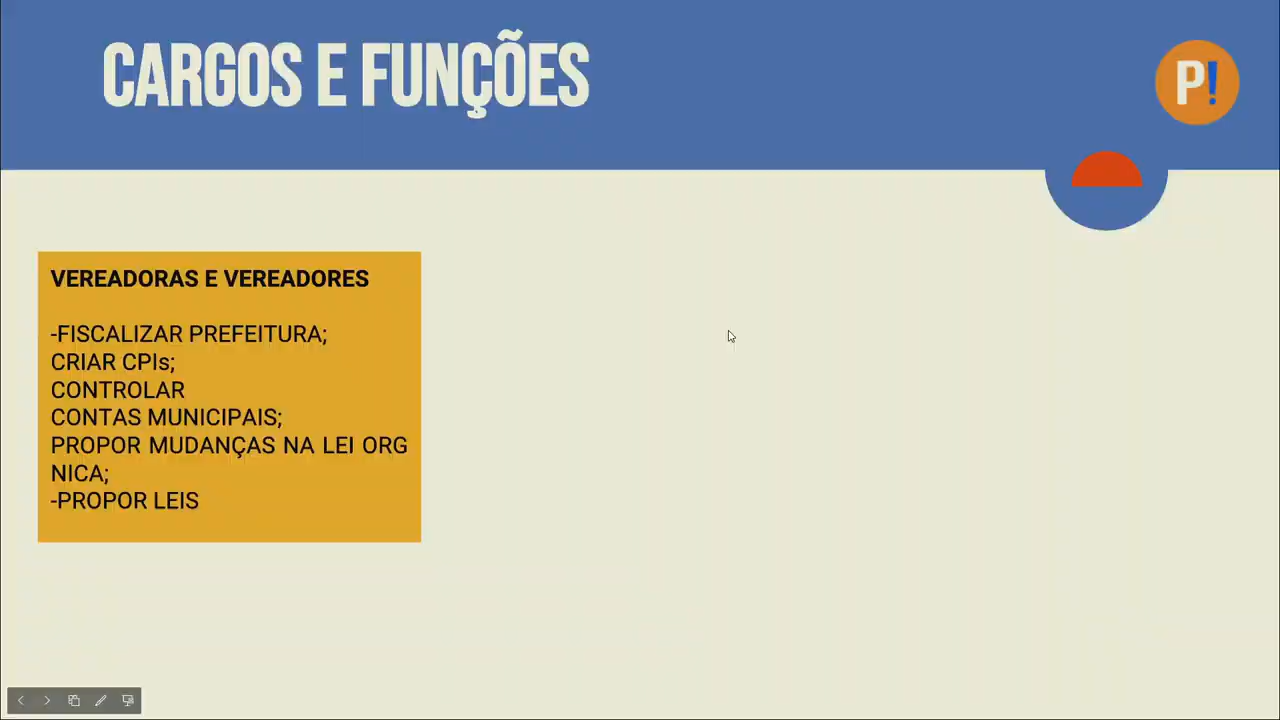 CARGOS E FUNÇÕES
P!
VEREADORAS E VEREADORES
-FISCALIZAR PREFEITURA;
CRIAR CPIs;
CONTROLAR
CONTAS MUNICIPAIS;
PROPOR MUDANÇAS NA LEI ORG
NICA;
-PROPOR LEIS